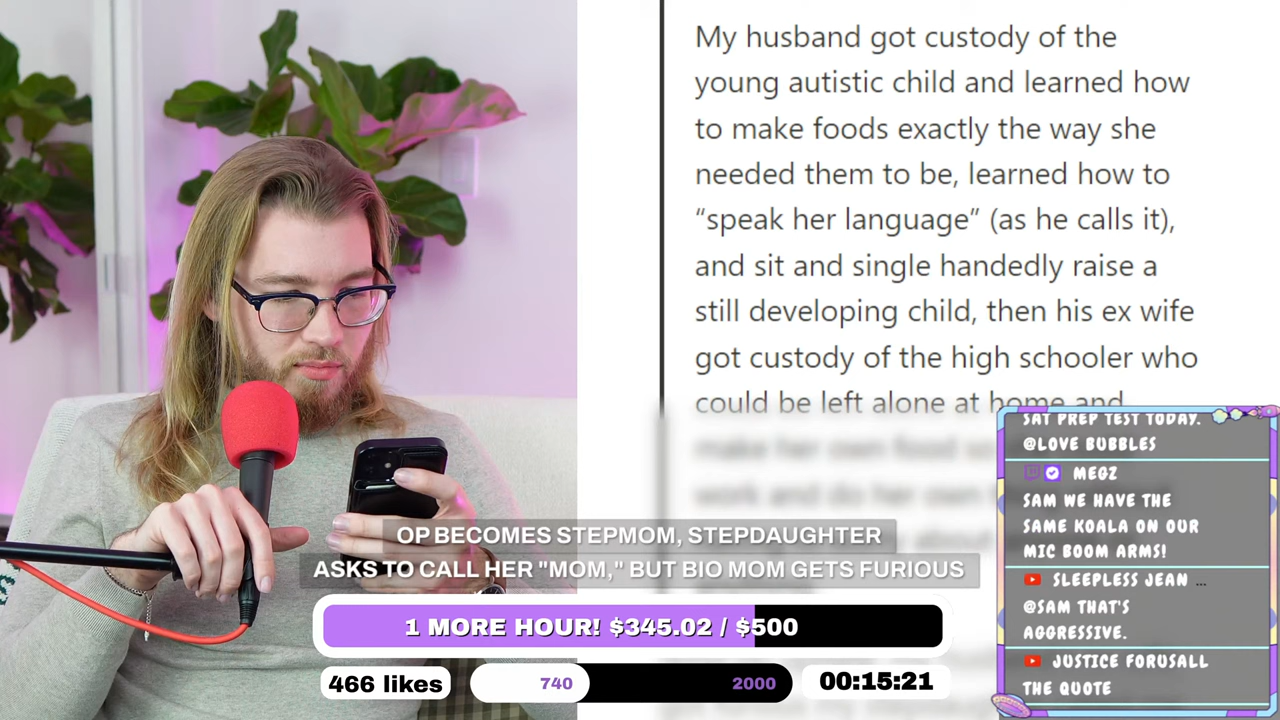 My husband got custody of the
young autistic child and learned how
to make foods exactly the way she
needed them to be, learned how to
“speak her language” (as he calls it),
and sit and single handedly raise a
still developing child, then his ex wife
got custody of the high schooler who
could be left alone at home and
make her own food so
SAT PREP TEST TODAY.
@LOVE BUBBLES
MEGZ
SAM WE HAVE THE
SAME KOALA ON OUR
MIC BOOM ARMS!
SLEEPLESS JEAN ...
@SAM THAT'S
AGGRESSIVE.
JUSTICE FORUSALL
THE QUOTE
OP BECOMES STEPMOM, STEPDAUGHTER
ASKS TO CALL HER "MOM," BUT BIO MOM GETS FURIOUS
1 MORE HOUR! $345.02 / $500
466 likes
740
2000
00:15:21